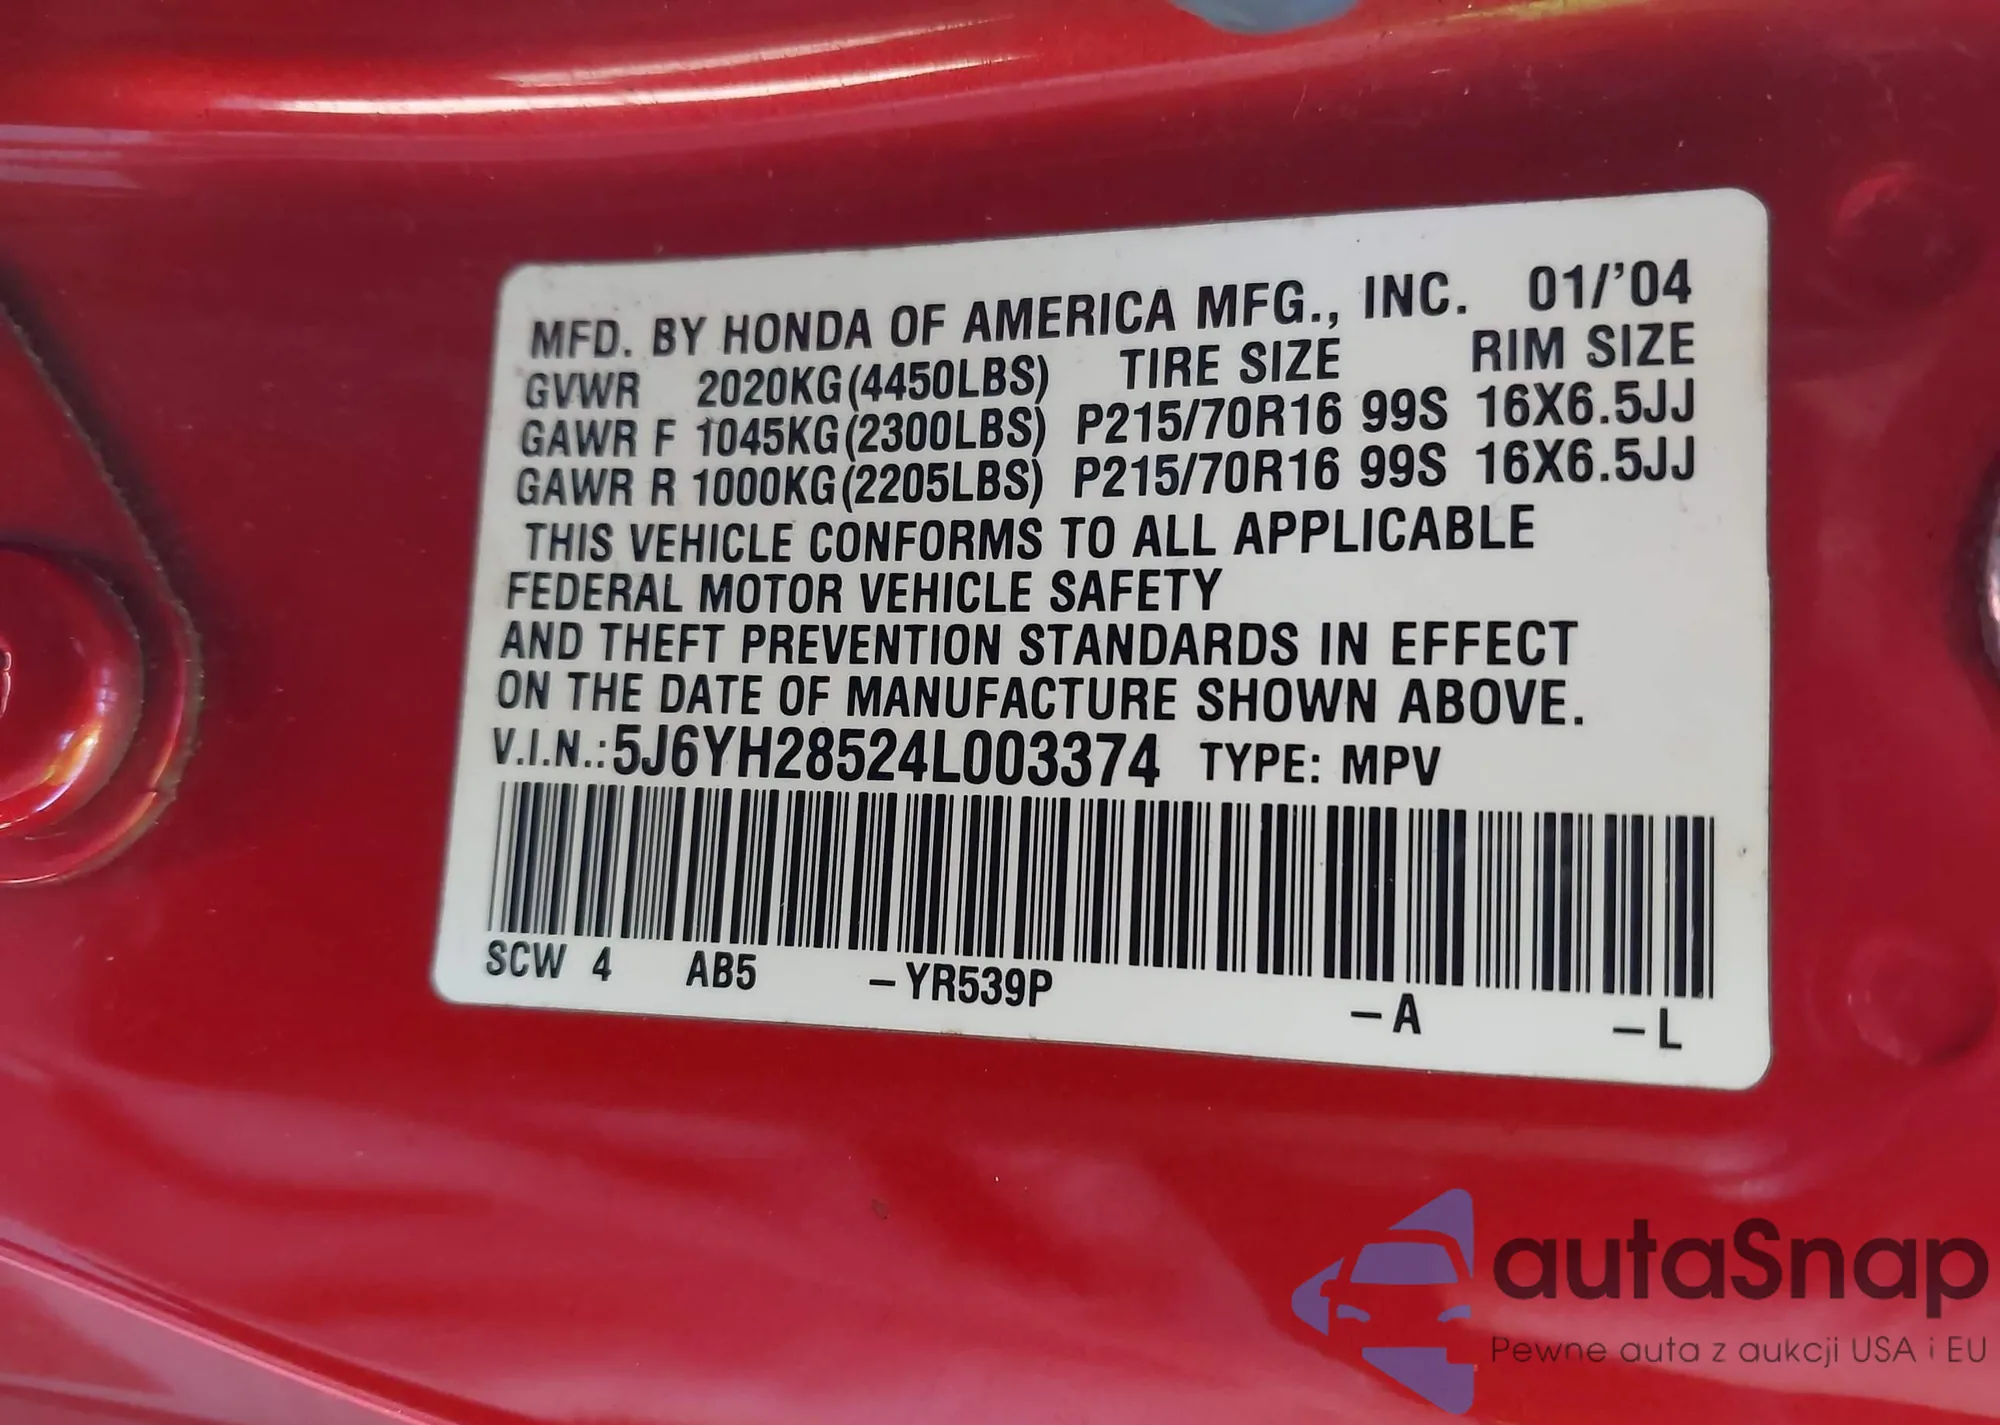 MFD. BY HONDA OF AMERICA MFG., INC. 01/'04
GVWR 2020KG(4450LBS) TIRE SIZE RIM SIZE
GAWR F 1045KG(2300LBS) P215/70R16 99S 16X6.5JJ
GAWR R 1000KG(2205LBS) P215/70R16 99S 16X6.5JJ
THIS VEHICLE CONFORMS TO ALL APPLICABLE
FEDERAL MOTOR VEHICLE SAFETY
AND THEFT PREVENTION STANDARDS IN EFFECT
ON THE DATE OF MANUFACTURE SHOWN ABOVE.
V.I.N.:5J6YH28524L003374 TYPE: MPV
SCW 4 AB5 -YR539P -A -L
autaSnap
Pewne auta z aukcji USA i EU